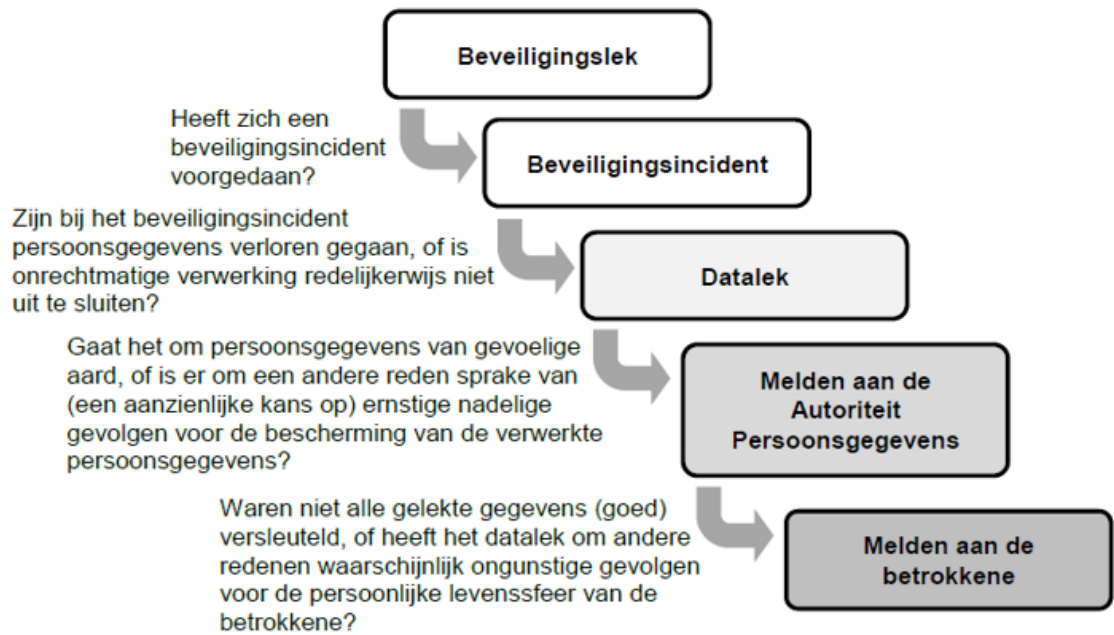 Beveiligingslek
Heeft zich een
beveiligingsincident
voorgedaan?
Beveiligingsincident
Zijn bij het beveiligingsincident
persoonsgegevens verloren gegaan, of is
onrechtmatige verwerking redelijkerwijs niet
uit te sluiten?
Datalek
Gaat het om persoonsgegevens van gevoelige
aard, of is er om een andere reden sprake van
(een aanzienlijke kans op) ernstige nadelige
gevolgen voor de bescherming van de verwerkte
persoonsgegevens?
Melden aan de
Autoriteit
Persoonsgegevens
Waren niet alle gelekte gegevens (goed)
versleuteld, of heeft het datalek om andere
redenen waarschijnlijk ongunstige gevolgen
voor de persoonlijke levenssfeer van de
betrokkene?
Melden aan de
betrokkene